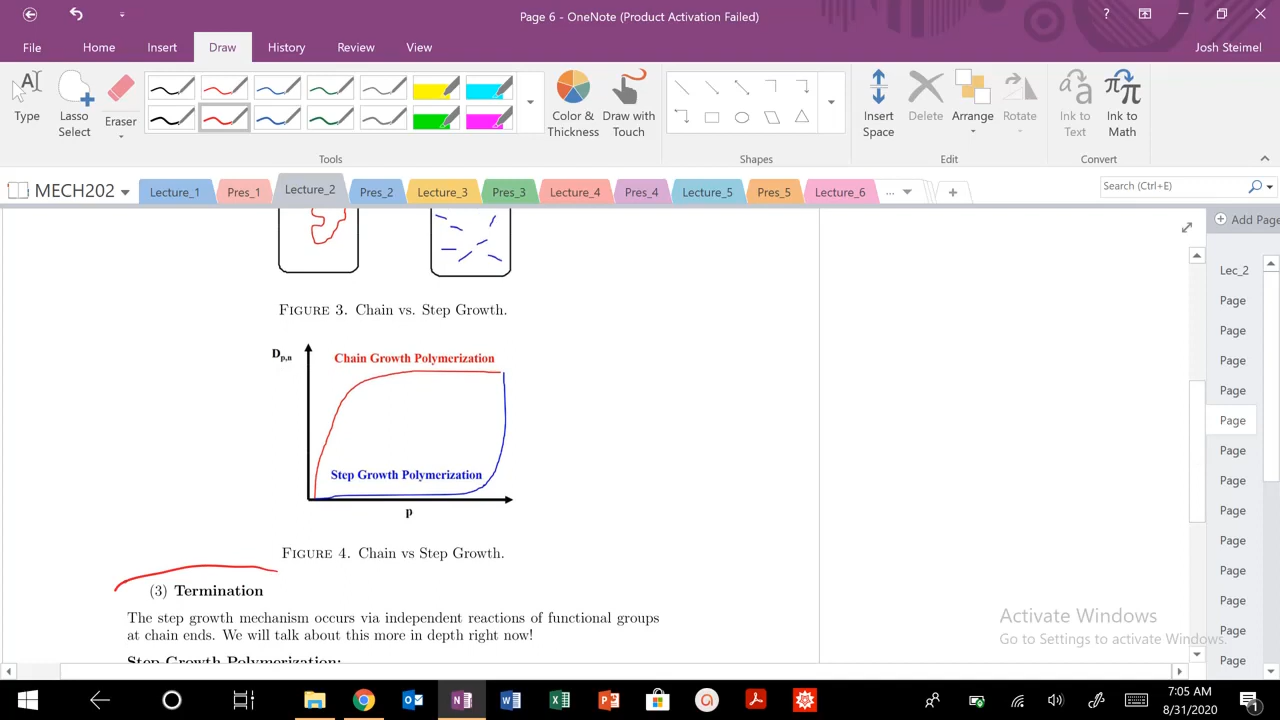 Page 6 - OneNote (Product Activation Failed)
?
File
Home
Insert
Draw
History
Review
View
Josh Steimel
Type
Lasso
Select
Eraser
Color &
Thickness
Draw with
Touch
Insert
Space
Delete
Arrange
Rotate
Ink to
Text
Ink to
Math
Tools
Shapes
Edit
Convert
MECH202
Lecture_1
Pres_1
Lecture_2
Pres_2
Lecture_3
Pres_3
Lecture_4
Pres_4
Lecture_5
Pres_5
Lecture_6
...
Search (Ctrl+E)
Add Page
Lec_2
Page
Page
Page
Page
Page
Page
Page
Page
Page
Page
Page
Page
Page
FIGURE 3. Chain vs. Step Growth.
Dp,n
Chain Growth Polymerization
Step Growth Polymerization
p
FIGURE 4. Chain vs Step Growth.
(3) Termination
The step growth mechanism occurs via independent reactions of functional groups
at chain ends. We will talk about this more in depth right now!
Step Growth Polymerization:
Activate Windows
Go to Settings to activate Windows.
7:05 AM
8/31/2020